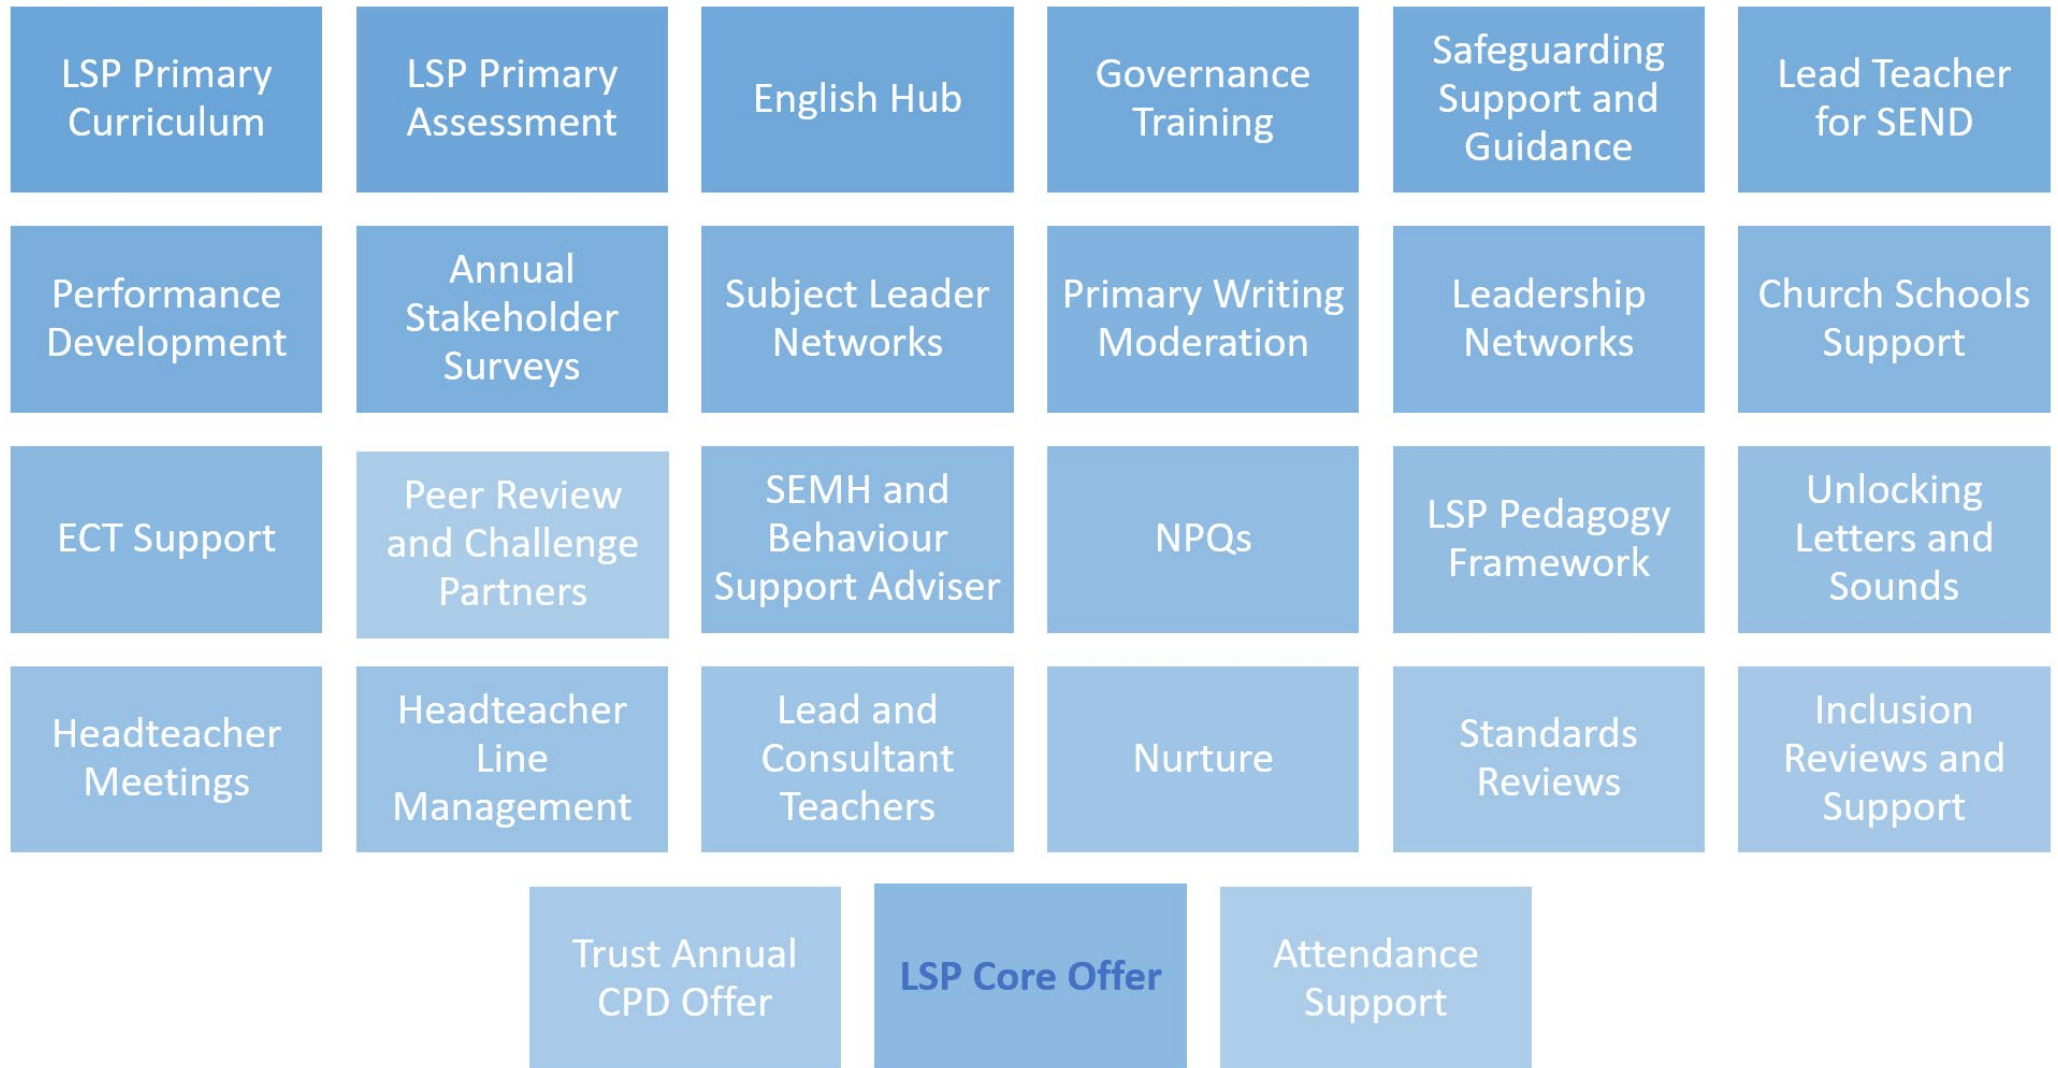 LSP Primary
Curriculum
LSP Primary
Assessment
English Hub
Governance
Training
Safeguarding
Support and
Guidance
Lead Teacher
for SEND
Performance
Development
Annual
Stakeholder
Surveys
Subject Leader
Networks
Primary Writing
Moderation
Leadership
Networks
Church Schools
Support
ECT Support
Peer Review
and Challenge
Partners
SEMH and
Behaviour
Support Adviser
NPQs
LSP Pedagogy
Framework
Unlocking
Letters and
Sounds
Headteacher
Meetings
Headteacher
Line
Management
Lead and
Consultant
Teachers
Nurture
Standards
Reviews
Inclusion
Reviews and
Support
Trust Annual
CPD Offer
LSP Core Offer
Attendance
Support